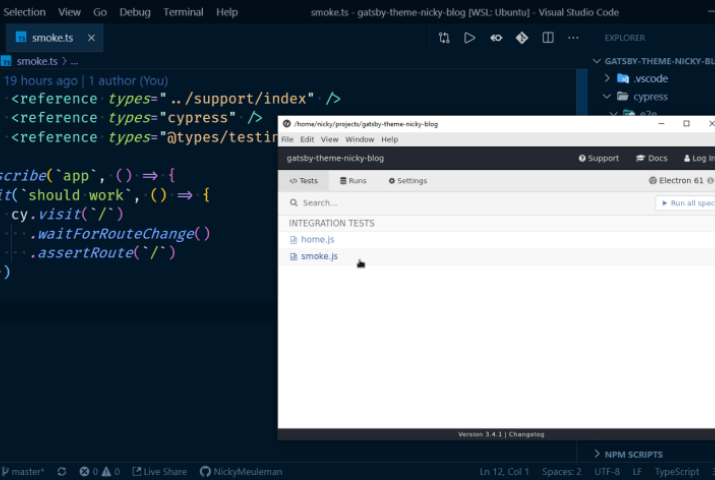 Selection View Go Debug Terminal Help
smoke.ts - gatsby-theme-nicky-blog [WSL: Ubuntu] - Visual Studio Code
smoke.ts
EXPLORER
smoke.ts > ...
GATSBY-THEME-NICKY-BL
.vscode
cypress
e2e
19 hours ago | 1 author (You)
<reference types="../support/index" />
<reference types="cypress" />
<reference types="@types/testin
scribe(`app`, () => {
it(`should work`, () => {
cy.visit(`/`)
.waitForRouteChange()
.assertRoute(`/`)
)
/home/nicky/projects/gatsby-theme-nicky-blog
File Edit View Window Help
gatsby-theme-nicky-blog
Support Docs Log In
</> Tests Runs Settings
Electron 61
Search...
Run all spec
INTEGRATION TESTS
home.js
smoke.js
Version 3.4.1 | Changelog
NPM SCRIPTS
master* 0 0 Live Share NickyMeuleman
Ln 12, Col 1 Spaces: 2 UTF-8 LF TypeScript